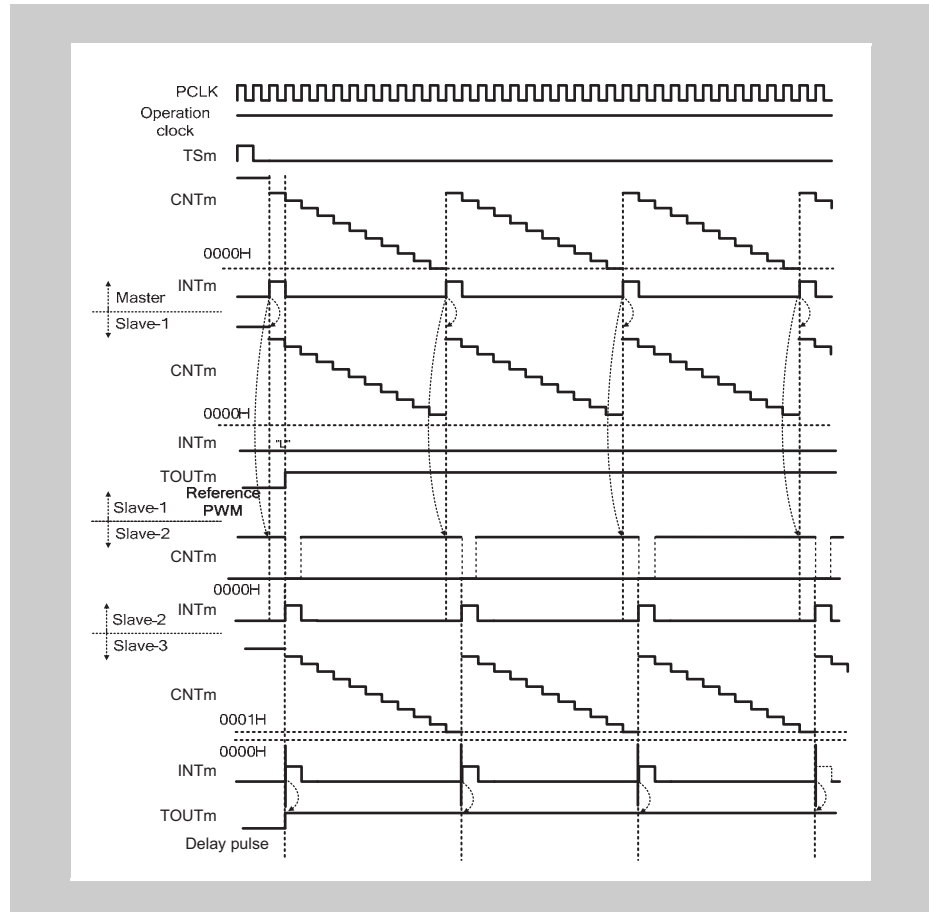 PCLK
Operation
clock
TSm
CNTm
0000H
INTm
Master
Slave-1
CNTm
0000H
INTm
TOUTm
Reference
PWM
Slave-1
Slave-2
CNTm
0000H
INTm
Slave-2
Slave-3
CNTm
0001H
0000H
INTm
TOUTm
Delay pulse